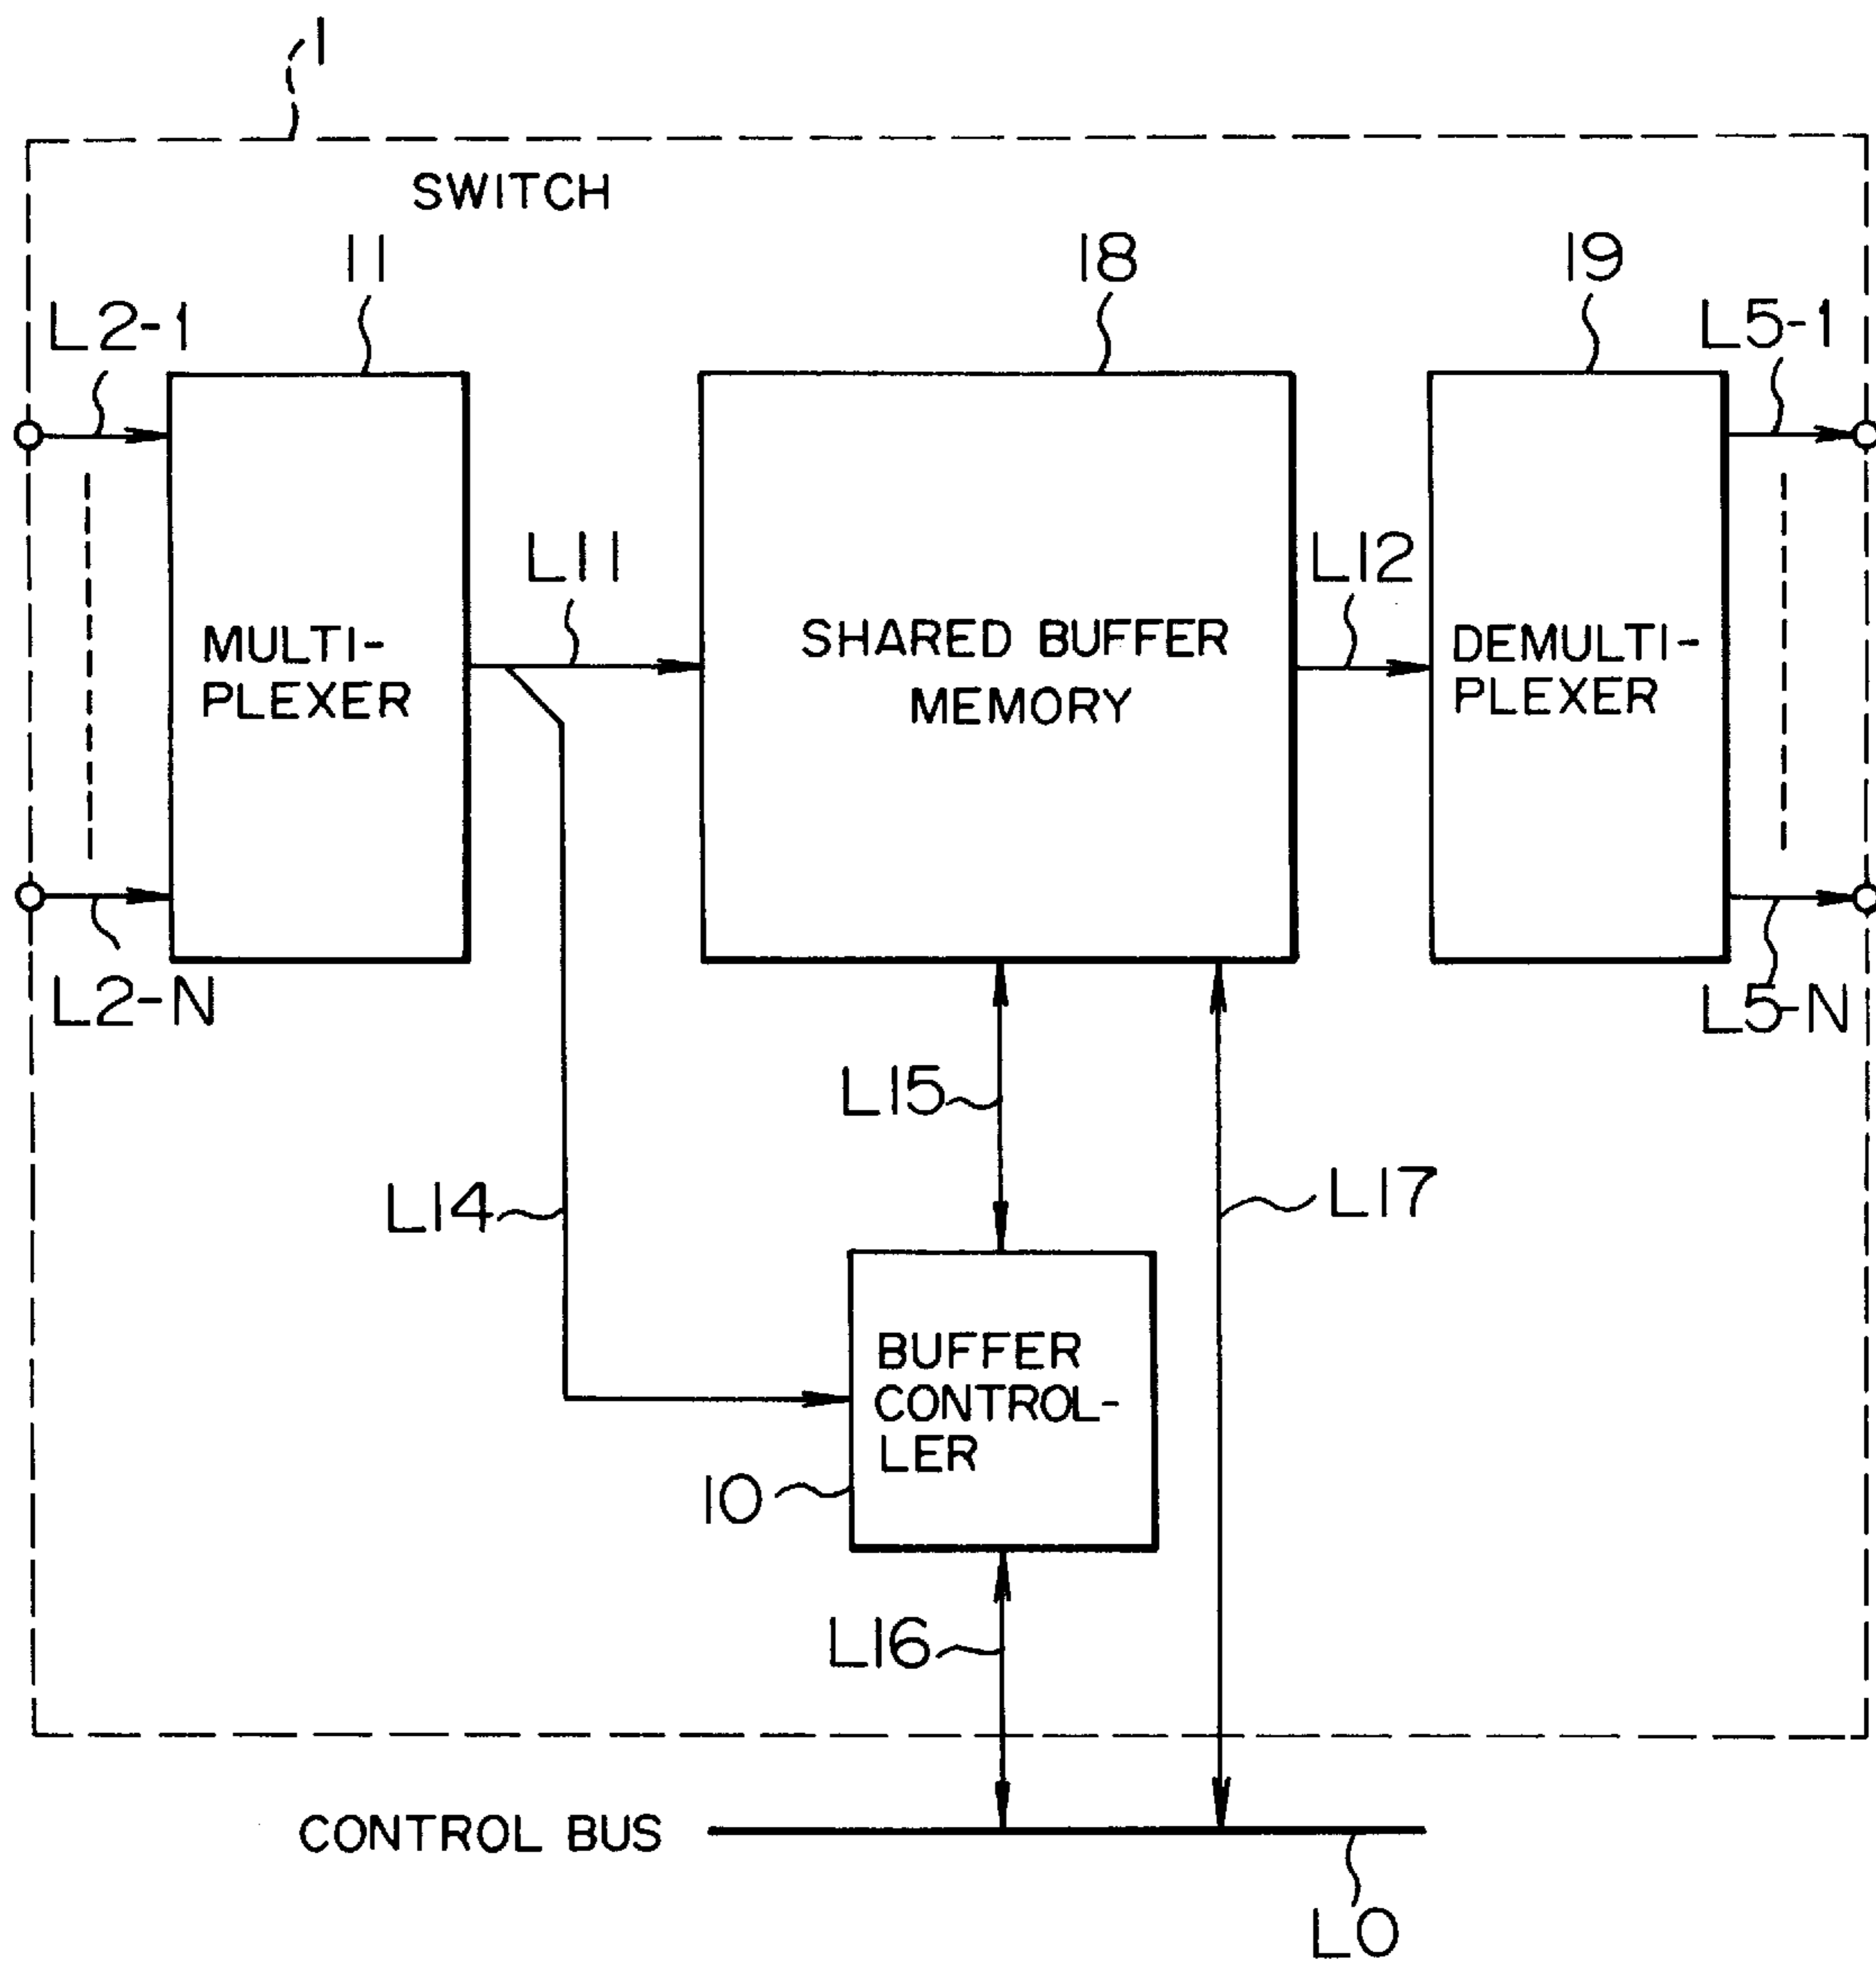 1
SWITCH
11
18
19
L2-1
L5-1
L11
L12
MULTI-
PLEXER
SHARED BUFFER
MEMORY
DEMULTI-
PLEXER
L2-N
L5-N
L15
L14
L17
BUFFER
CONTROL-
LER
10
L16
CONTROL BUS
L0